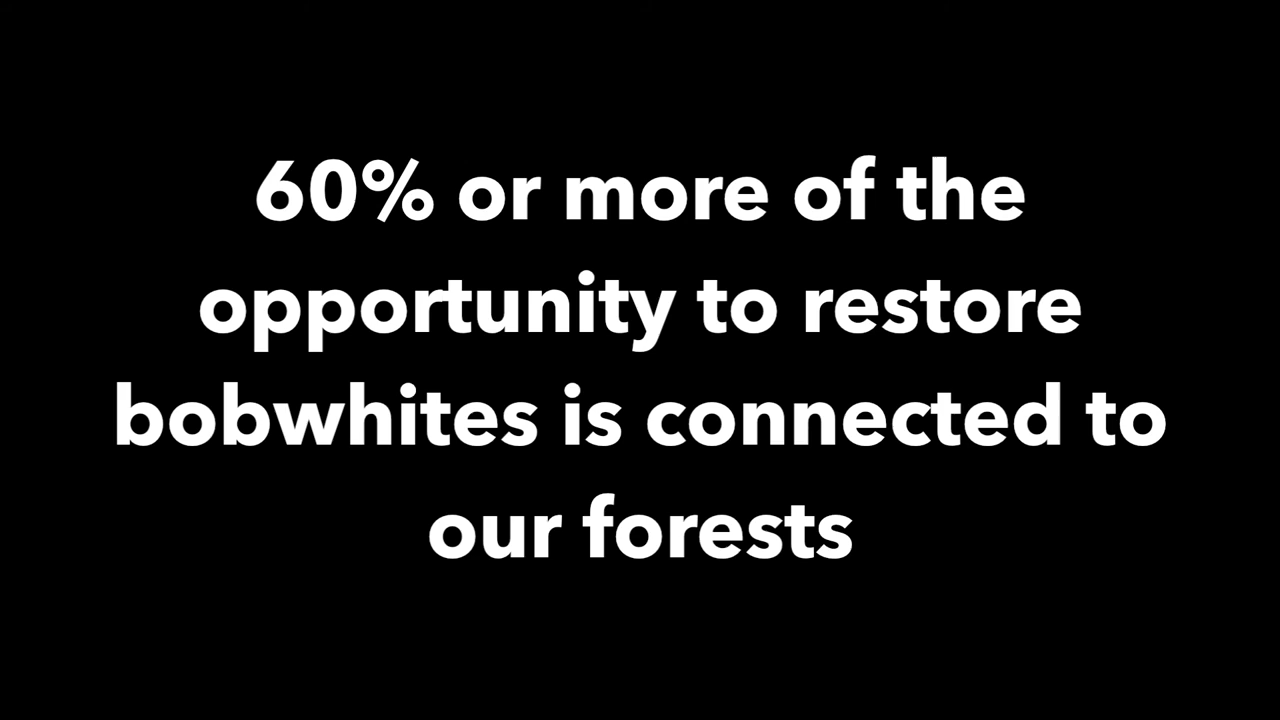 60% or more of the
opportunity to restore
bobwhites is connected to
our forests